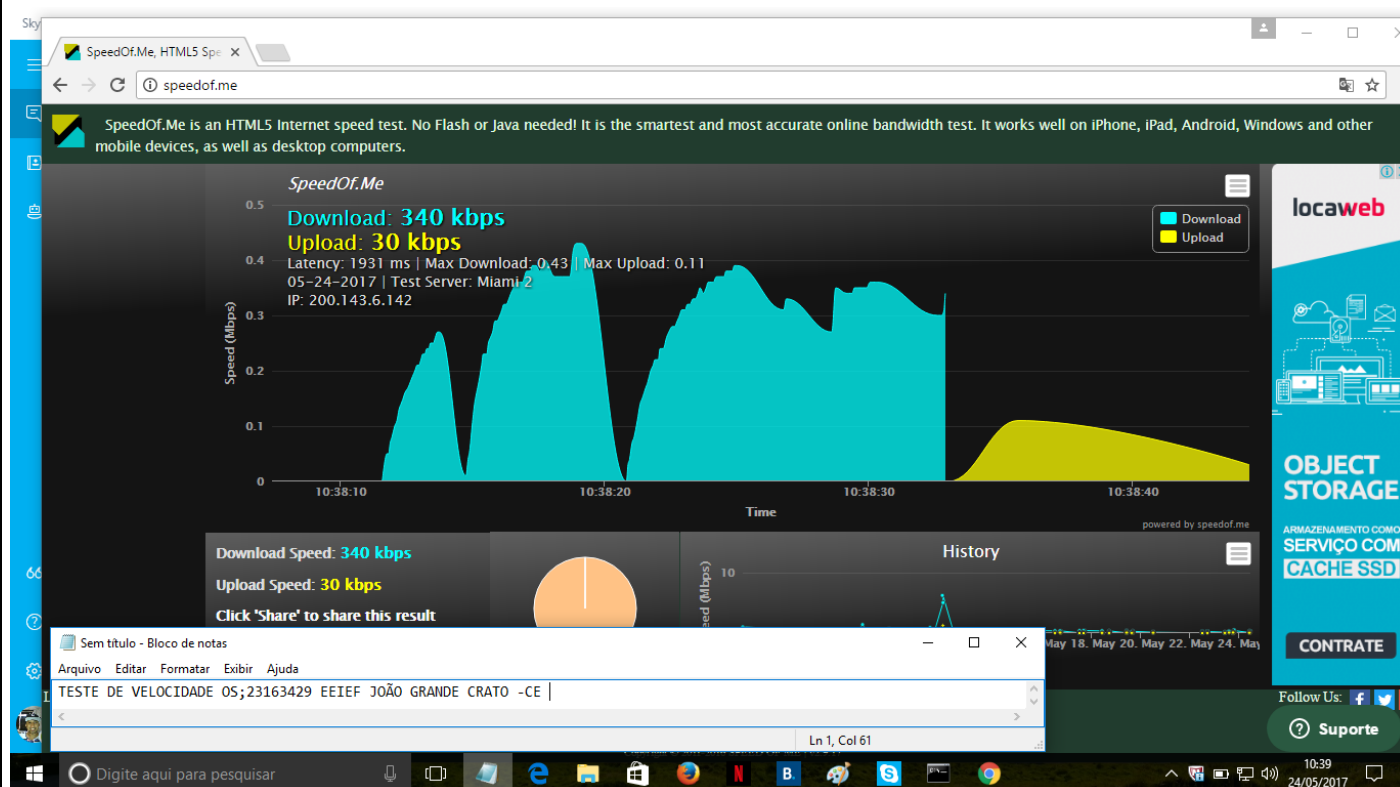 Sky
SpeedOf.Me, HTML5 Spe
speedof.me
SpeedOf.Me is an HTML5 Internet speed test. No Flash or Java needed! It is the smartest and most accurate online bandwidth test. It works well on iPhone, iPad, Android, Windows and other
mobile devices, as well as desktop computers.
SpeedOf.Me
Download: 340 kbps
Upload: 30 kbps
Latency: 1931 ms | Max Download: 0.43 | Max Upload: 0.11
05-24-2017 | Test Server: Miami 2
IP: 200.143.6.142
Download
Upload
Speed (Mbps)
0.5
0.4
0.3
0.2
0.1
0
10:38:10 10:38:20 10:38:30 10:38:40
Time
powered by speedof.me
locaweb
OBJECT
STORAGE
ARMAZENAMENTO COMO
SERVIÇO COM
CACHE SSD
CONTRATE
Download Speed: 340 kbps
Upload Speed: 30 kbps
Click 'Share' to share this result
History
10
May 18. May 20. May 22. May 24. May
Sem título - Bloco de notas
Arquivo Editar Formatar Exibir Ajuda
TESTE DE VELOCIDADE OS;23163429 EEIEF JOÃO GRANDE CRATO -CE
Ln 1, Col 61
Follow Us:
Suporte
Digite aqui para pesquisar
10:39
24/05/2017